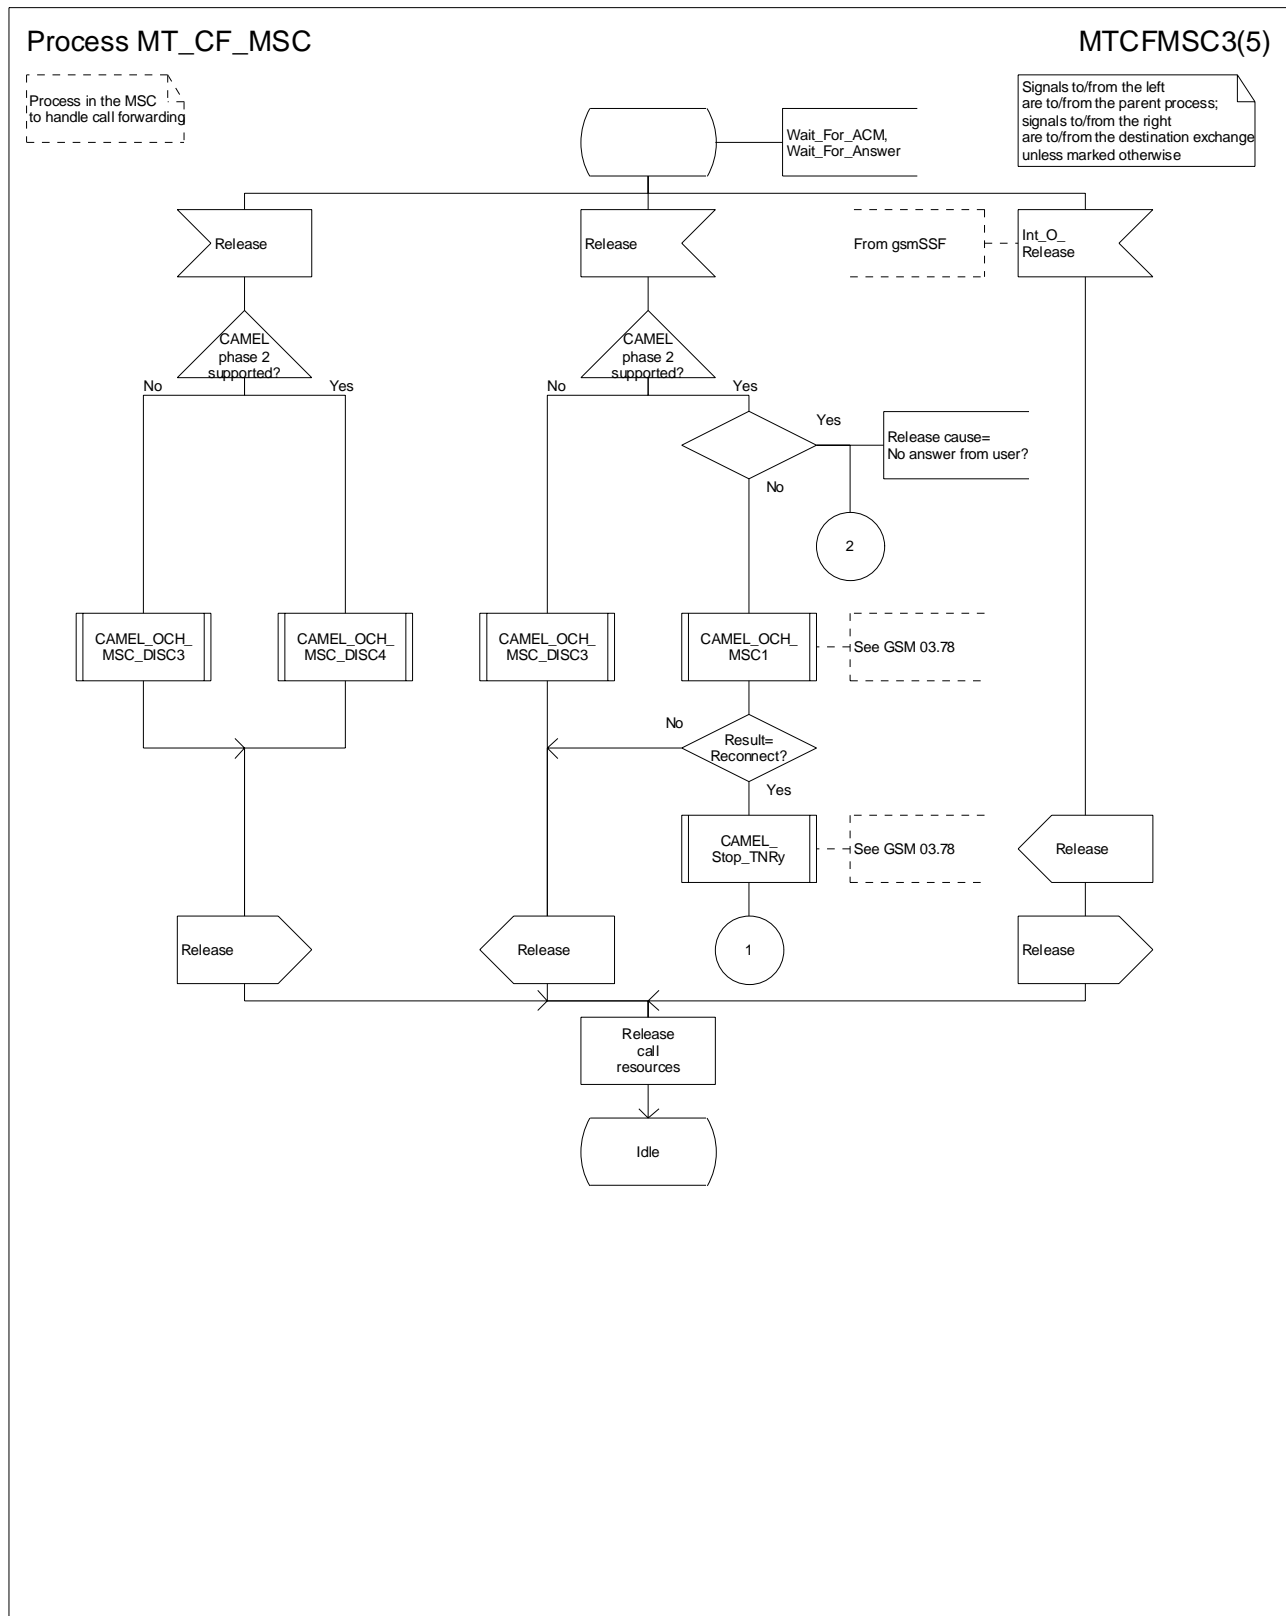 Process MT_CF_MSC
MTCFMSC3(5)
Process in the MSC
to handle call forwarding
Signals to/from the left
are to/from the parent process;
signals to/from the right
are to/from the destination exchange
unless marked otherwise
Wait_For_ACM,
Wait_For_Answer
Release
Release
From gsmSSF
Int_O_
Release
CAMEL
phase 2
supported?
No
Yes
CAMEL
phase 2
supported?
No
Yes
Yes
Release cause=
No answer from user?
No
2
CAMEL_OCH_
MSC_DISC3
CAMEL_OCH_
MSC_DISC4
CAMEL_OCH_
MSC_DISC3
CAMEL_OCH_
MSC1
See GSM 03.78
No
Result=
Reconnect?
Yes
CAMEL_
Stop_TNRy
See GSM 03.78
Release
Release
Release
1
Release
Release
call
resources
Idle